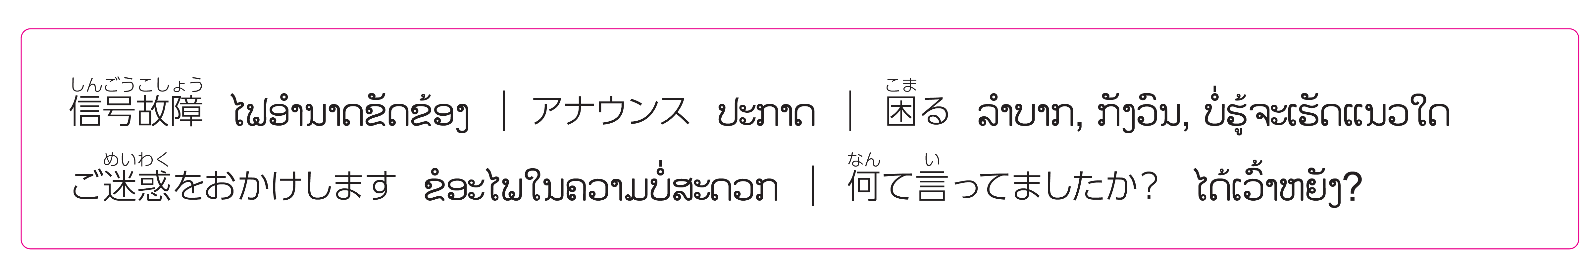 しんごうこしょう こま
信号故障 ໄຟອຳນາດຂັດຂ້ອງ | アナウンス ປະກາດ | 困る ລຳບາກ, ກັງວົນ, ບໍ່ຮູ້ຈະເຮັດແນວໃດ
めいわく なん い
ご迷惑をおかけします ຂໍອະໄພໃນຄວາມບໍ່ສະດວກ | 何て言ってましたか? ໄດ້ເວົ້າຫຍັງ?